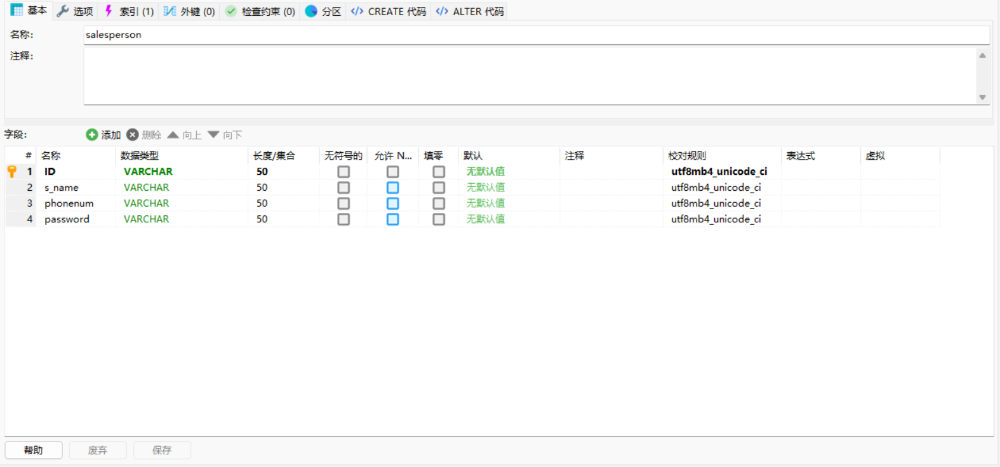 基本 选项 索引 (1) 外键 (0) 检查约束 (0) 分区 </> CREATE 代码 </> ALTER 代码
名称: salesperson
注释:
字段: 添加 删除 向上 向下
# 名称 数据类型 长度/集合 无符号的 允许 N... 填零 默认 注释 校对规则 表达式 虚拟
1 ID VARCHAR 50 无默认值 utf8mb4_unicode_ci
2 s_name VARCHAR 50 无默认值 utf8mb4_unicode_ci
3 phonenum VARCHAR 50 无默认值 utf8mb4_unicode_ci
4 password VARCHAR 50 无默认值 utf8mb4_unicode_ci
帮助 废弃 保存